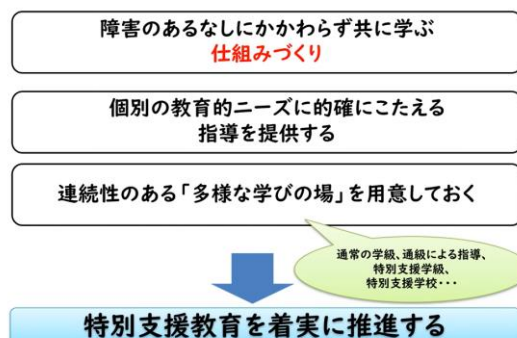 障害のあるなしにかかわらず共に学ぶ
仕組みづくり
個別の教育的ニーズに的確にこたえる
指導を提供する
連続性のある「多様な学びの場」を用意しておく
通常の学級、通級による指導、
特別支援学級、
特別支援学校・・・
特別支援教育を着実に推進する